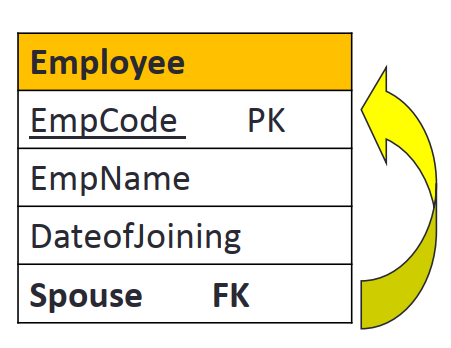 Employee
EmpCode PK
EmpName
DateofJoining
Spouse FK